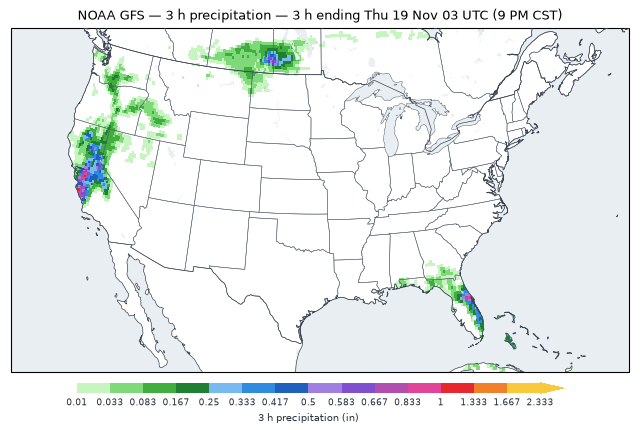 NOAA GFS — 3 h precipitation — 3 h ending Thu 19 Nov 03 UTC (9 PM CST)
0.01 0.033 0.083 0.167 0.25 0.333 0.417 0.5 0.583 0.667 0.833 1 1.333 1.667 2.333
3 h precipitation (in)